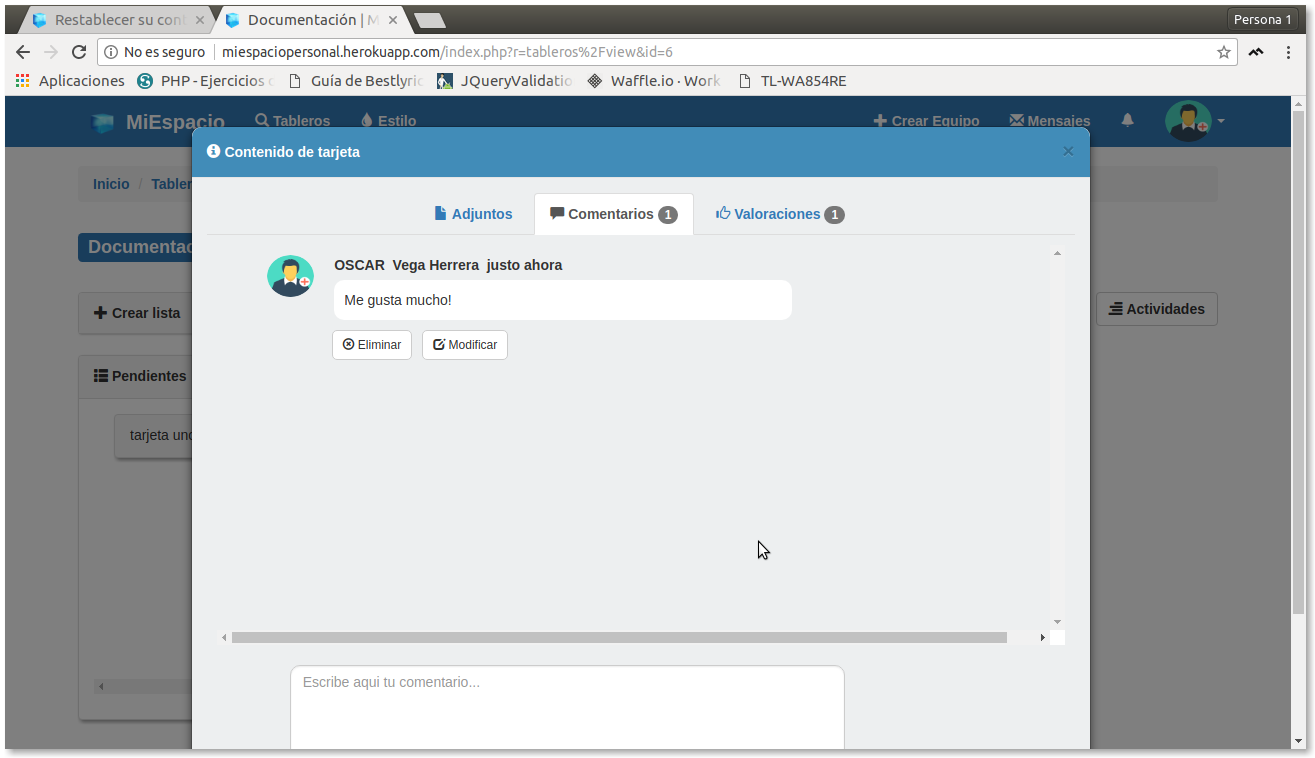 Restablecer su con
Documentación | M
Persona 1
No es seguro
miespaciopersonal.herokuapp.com/index.php?r=tableros%2Fview&id=6
Aplicaciones
PHP - Ejercicios
Guía de Bestlyric
JQueryValidatio
Waffle.io · Work
TL-WA854RE
MiEspacio
Tableros
Estilo
Crear Equipo
Mensajes
Contenido de tarjeta
×
Inicio / Tabler
Adjuntos
Comentarios 1
Valoraciones 1
Documentac
OSCAR Vega Herrera justo ahora
Me gusta mucho!
Crear lista
Actividades
Eliminar
Modificar
Pendientes
tarjeta uno
Escribe aqui tu comentario...